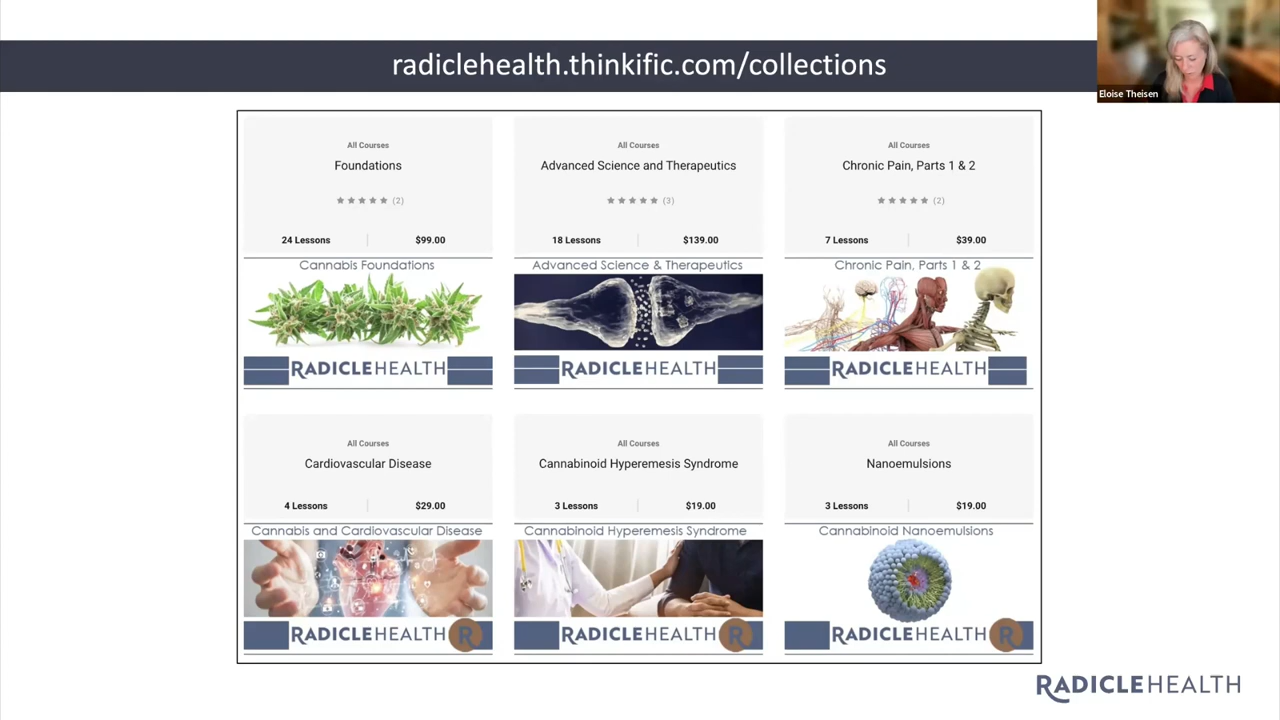 radiclehealth.thinkific.com/collections
Eloise Theisen
All Courses
Foundations
(2)
24 Lessons
$99.00
Cannabis Foundations
RADICLEHEALTH
All Courses
Advanced Science and Therapeutics
(3)
18 Lessons
$139.00
Advanced Science & Therapeutics
RADICLEHEALTH
All Courses
Chronic Pain, Parts 1 & 2
(2)
7 Lessons
$39.00
Chronic Pain, Parts 1 & 2
RADICLEHEALTH
All Courses
Cardiovascular Disease
4 Lessons
$29.00
Cannabis and Cardiovascular Disease
RADICLEHEALTH
R
All Courses
Cannabinoid Hyperemesis Syndrome
3 Lessons
$19.00
Cannabinoid Hyperemesis Syndrome
RADICLEHEALTH
R
All Courses
Nanoemulsions
3 Lessons
$19.00
Cannabinoid Nanoemulsions
RADICLEHEALTH
R
RADICLEHEALTH